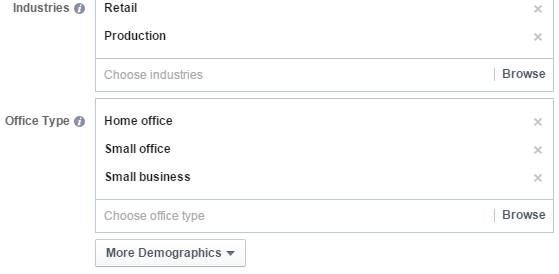 Industries
Retail
Production
Choose industries
Browse
Office Type
Home office
Small office
Small business
Choose office type
Browse
More Demographics